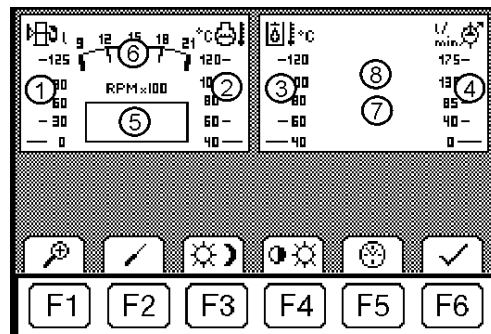 l 9 12 15 18 21 °C °C l/min.
-125 6 120- -120 8 175-
1 90 RPM x100 100 2 3 4
60 80 80 7 85
- 30 5 60- - 60 40-
0 40 40 0
F1 F2 F3 F4 F5 F6